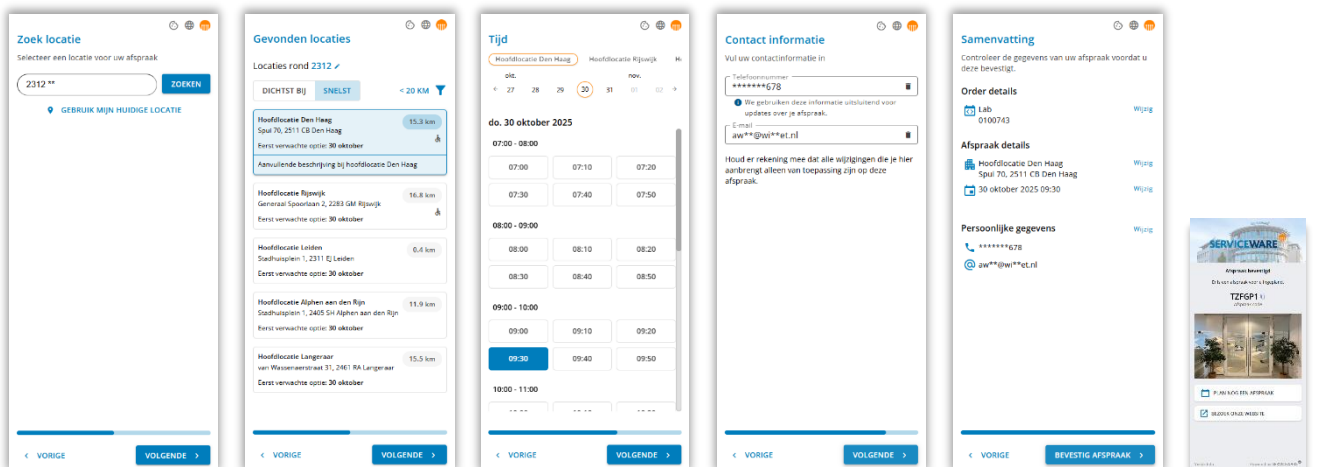 Zoek locatie
Selecteer een locatie voor uw afspraak
2312 **
ZOEKEN
GEBRUIK MIJN HUIDIGE LOCATIE
VORIGE
VOLGENDE
Gevonden locaties
Locaties rond 2312
DICHTST BIJ
SNELST
< 20 KM
Hoofdlocatie Den Haag
15.3 km
Spui 70, 2511 CB Den Haag
Eerst verwachte optie: 30 oktober
Aanvullende beschrijving bij hoofdlocatie Den Haag
Hoofdlocatie Rijswijk
16.8 km
Generaal Spoorlaan 2, 2283 GM Rijswijk
Eerst verwachte optie: 30 oktober
Hoofdlocatie Leiden
0.4 km
Stadhuisplein 1, 2311 EJ Leiden
Eerst verwachte optie: 30 oktober
Hoofdlocatie Alphen aan den Rijn
11.9 km
Stadhuisplein 1, 2405 SH Alphen aan den Rijn
Eerst verwachte optie: 30 oktober
Hoofdlocatie Langeraar
15.5 km
van Wassenaerstraat 31, 2461 RA Langeraar
Eerst verwachte optie: 30 oktober
VORIGE
VOLGENDE
Tijd
Hoofdlocatie Den Haag
Hoofdlocatie Rijswijk
okt.
nov.
27 28 29 30 31 01 02
do. 30 oktober 2025
07:00 - 08:00
07:00 07:10 07:20
07:30 07:40 07:50
08:00 - 09:00
08:00 08:10 08:20
08:30 08:40 08:50
09:00 - 10:00
09:00 09:10 09:20
09:30 09:40 09:50
10:00 - 11:00
VORIGE
VOLGENDE
Contact informatie
Vul uw contactinformatie in
Telefoonnummer
*******678
We gebruiken deze informatie uitsluitend voor
updates over je afspraak.
E-mail
aw**@wi**et.nl
Houd er rekening mee dat alle wijzigingen die je hier
aanbrengt alleen van toepassing zijn op deze
afspraak.
VORIGE
VOLGENDE
Samenvatting
Controleer de gegevens van uw afspraak voordat u
deze bevestigt.
Order details
Lab
Wijzig
0100743
Afspraak details
Hoofdlocatie Den Haag
Wijzig
Spui 70, 2511 CB Den Haag
30 oktober 2025 09:30
Wijzig
Persoonlijke gegevens
Wijzig
*******678
aw**@wi**et.nl
VORIGE
BEVESTIG AFSPRAAK
SERVICEWARE
Afspraak bevestigd
Er is een afspraak voor u ingepland.
TZFGP1
afspraakcode
PLAN NOG EEN AFSPRAAK
BEZOEK ONZE WEBSITE